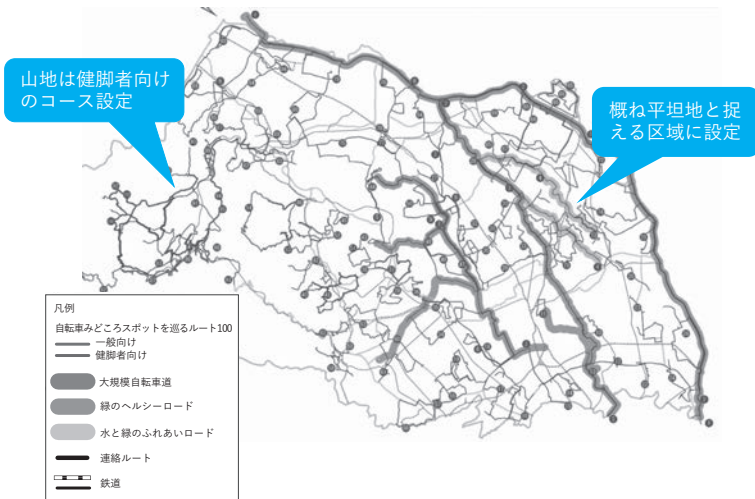 山地は健脚者向け
のコース設定
概ね平坦地と捉
える区域に設定
凡例
自転車みどころスポットを巡るルート100
一般向け
健脚者向け
大規模自転車道
緑のヘルシーロード
水と緑のふれあいロード
連絡ルート
鉄道